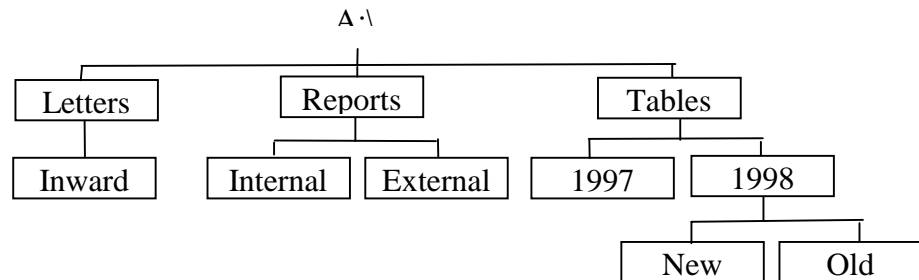 A:\
Letters Reports Tables
Inward Internal External 1997 1998
New Old